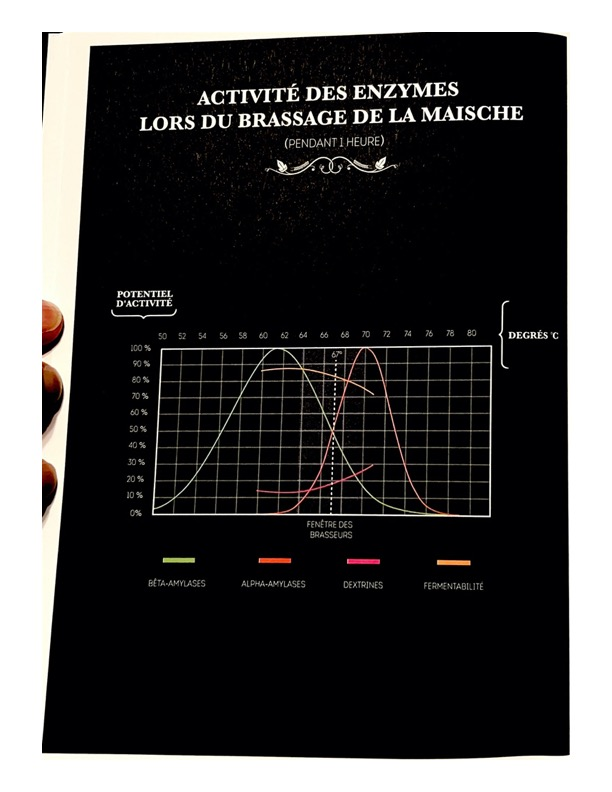 ACTIVITÉ DES ENZYMES
LORS DU BRASSAGE DE LA MAISCHE
(PENDANT 1 HEURE)
POTENTIEL
D'ACTIVITÉ
50 52 54 56 58 60 62 64 66 68 70 72 74 76 78 80
DEGRÉS °C
67°
100 %
90 %
80 %
70 %
60 %
50 %
40 %
30 %
20 %
10 %
0%
FENÊTRE DES
BRASSEURS
BÊTA-AMYLASES ALPHA-AMYLASES DEXTRINES FERMENTABILITÉ